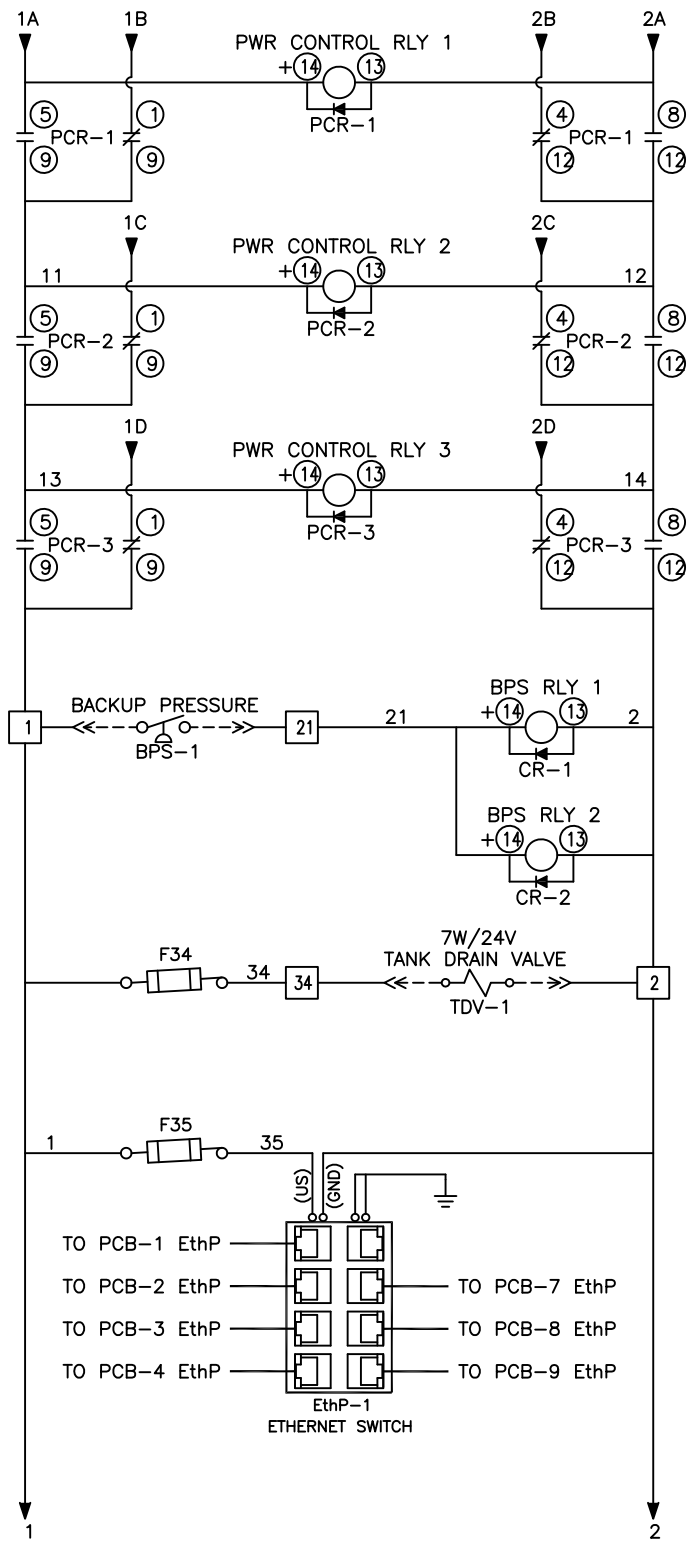 1A 1B 2B 2A
PWR CONTROL RLY 1
+ 14 13
5 1 4 8
PCR-1 PCR-1 PCR-1
9 9 12 12
1C 2C
PWR CONTROL RLY 2
11 + 14 13 12
5 1 4 8
PCR-2 PCR-2 PCR-2
9 9 12 12
1D 2D
PWR CONTROL RLY 3
13 + 14 13 14
5 1 4 8
PCR-3 PCR-3 PCR-3
9 9 12 12
BACKUP PRESSURE BPS RLY 1
1 21 21 + 14 13 2
BPS-1 CR-1
BPS RLY 2
+ 14 13
CR-2
7W/24V
F34 TANK DRAIN VALVE
34 34 2
TDV-1
F35
1 35
(US) (GND)
TO PCB-1 EthP
TO PCB-2 EthP TO PCB-7 EthP
TO PCB-3 EthP TO PCB-8 EthP
TO PCB-4 EthP TO PCB-9 EthP
EthP-1
ETHERNET SWITCH
1 2